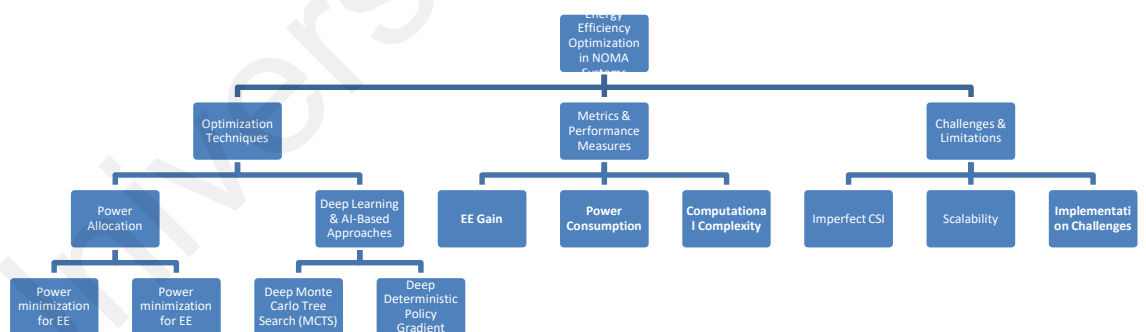 Energy
Efficiency
Optimization
in NOMA
Systems
Optimization
Techniques
Metrics &
Performance
Measures
Challenges &
Limitations
Power
Allocation
Deep Learning
& AI-Based
Approaches
EE Gain
Power
Consumption
Computationa
l Complexity
Imperfect CSI
Scalability
Implementati
on Challenges
Power
minimization
for EE
Power
minimization
for EE
Deep Monte
Carlo Tree
Search (MCTS)
Deep
Deterministic
Policy
Gradient